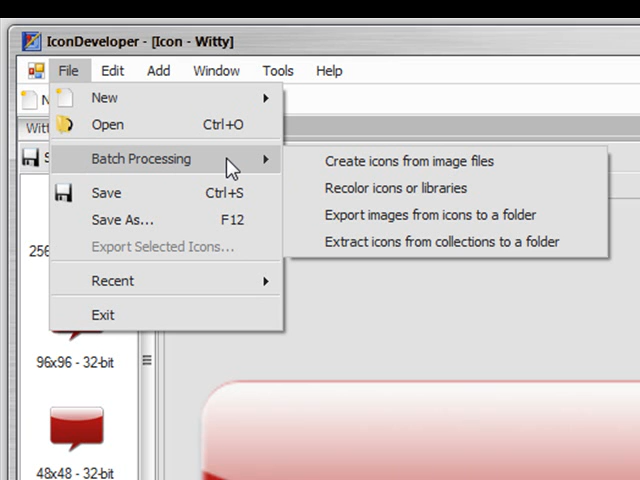 IconDeveloper - [Icon - Witty]
File Edit Add Window Tools Help
New
Open Ctrl+O
Batch Processing
Save Ctrl+S
Save As... F12
Export Selected Icons...
Recent
Exit
Create icons from image files
Recolor icons or libraries
Export images from icons to a folder
Extract icons from collections to a folder
96x96 - 32-bit
48x48 - 32-bit